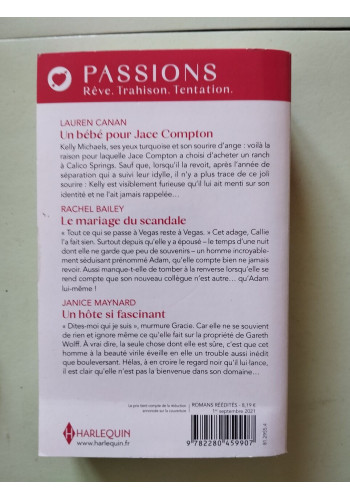 PASSIONS
Rêve. Trahison. Tentation.
LAUREN CANAN
Un bébé pour Jace Compton
Kelly Michaels, ses yeux turquoise et son sourire d'ange : voilà la
raison pour laquelle Jace Compton a choisi d'acheter un ranch
à Calico Springs. Sauf que, lorsqu'il la revoit, après l'année de
séparation qui a suivi leur idylle, il n'y a plus trace de ce joli
sourire : Kelly est visiblement furieuse qu'il lui ait menti sur son
identité et ne l'ait jamais rappelée…
RACHEL BAILEY
Le mariage du scandale
« Tout ce qui se passe à Vegas reste à Vegas. » Cet adage, Callie
l'a fait sien. Surtout depuis qu'elle y a épousé – le temps d'une nuit
dont elle ne garde que peu de souvenirs – un homme incroyable-
ment séduisant prénommé Adam, qu'elle compte bien ne jamais
revoir. Aussi manque-t-elle de tomber à la renverse lorsqu'elle se
rend compte que son nouveau collègue n'est autre… qu'Adam
lui-même !
JANICE MAYNARD
Un hôte si fascinant
« Dites-moi qui je suis », murmure Gracie. Car elle ne se souvient
de rien et ignore même ce qu'elle fait sur la propriété de Gareth
Wolff. À vrai dire, la seule chose dont elle est sûre, c'est que cet
homme à la beauté virile éveille en elle un trouble aussi inédit
que bouleversant. Hélas, à en croire le regard noir qu'il lui lance,
il est clair qu'elle n'est pas la bienvenue dans son domaine…
HARLEQUIN
www.harlequin.fr
ROMANS RÉÉDITÉS - 8,19 €
1er septembre 2021
9 782280 459907